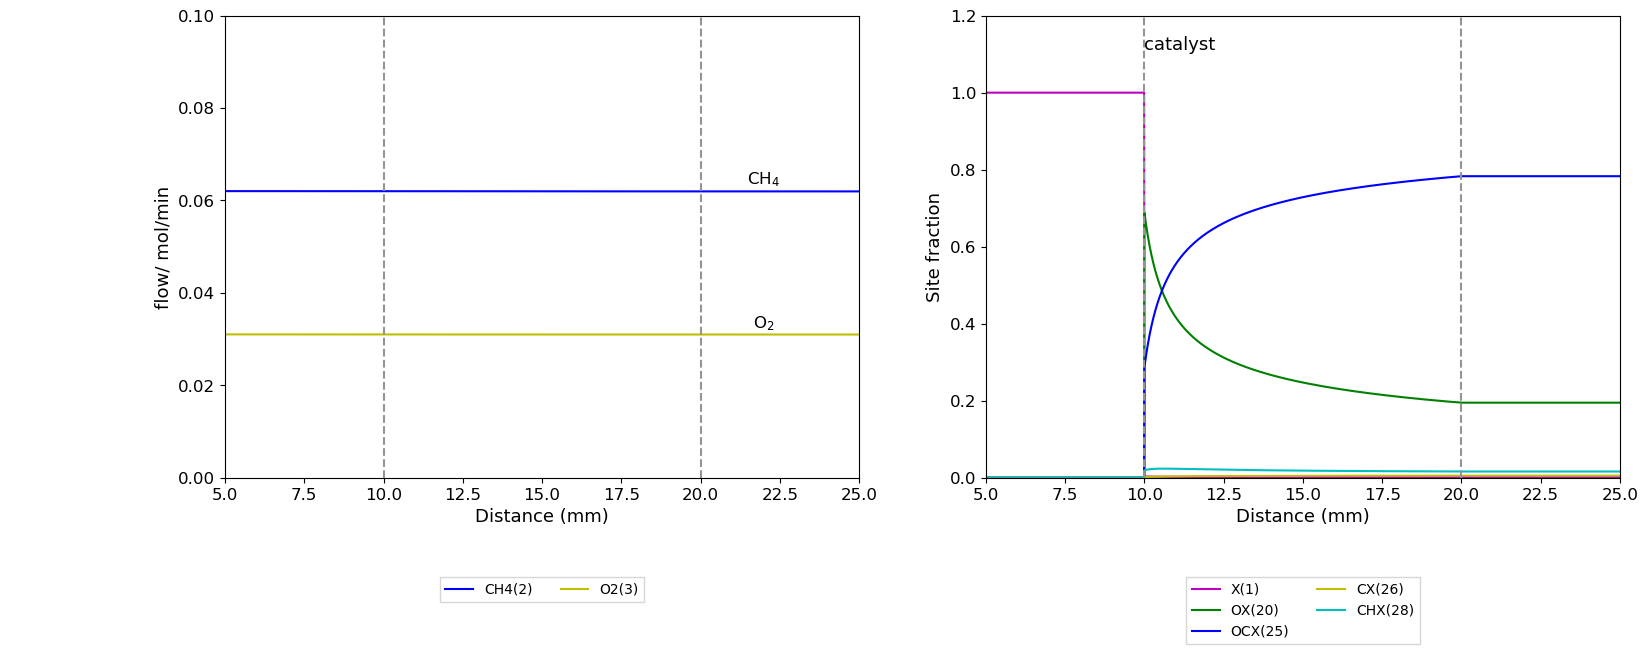 0.10
0.08
0.06
0.04
0.02
0.00
flow/ mol/min
CH4
O2
5.0 7.5 10.0 12.5 15.0 17.5 20.0 22.5 25.0
Distance (mm)
CH4(2) O2(3)
1.2
1.0
0.8
0.6
0.4
0.2
0.0
Site fraction
catalyst
5.0 7.5 10.0 12.5 15.0 17.5 20.0 22.5 25.0
Distance (mm)
X(1) CX(26)
OX(20) CHX(28)
OCX(25)